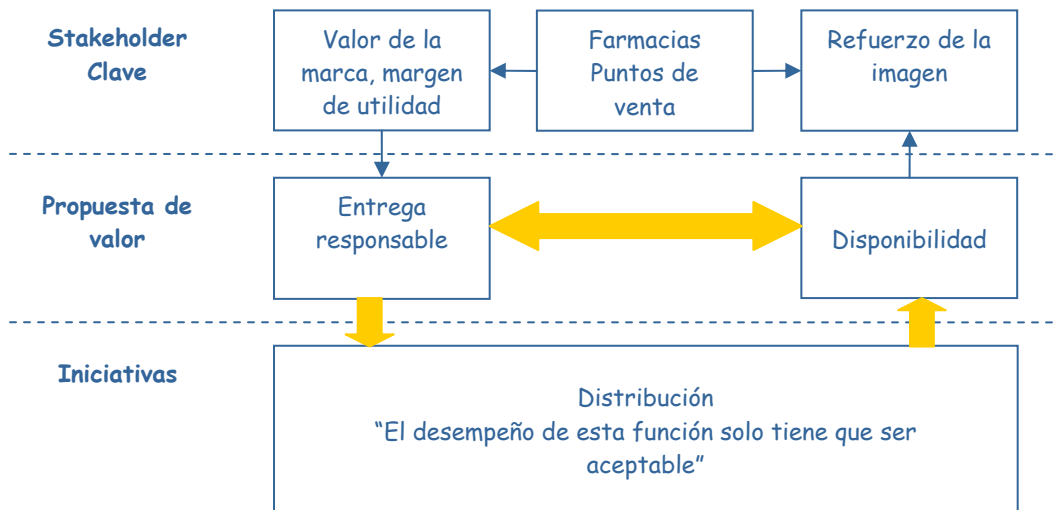 Stakeholder
Clave
Valor de la
marca, margen
de utilidad
Farmacias
Puntos de
venta
Refuerzo de la
imagen
Propuesta de
valor
Entrega
responsable
Disponibilidad
Iniciativas
Distribución
“El desempeño de esta función solo tiene que ser
aceptable”